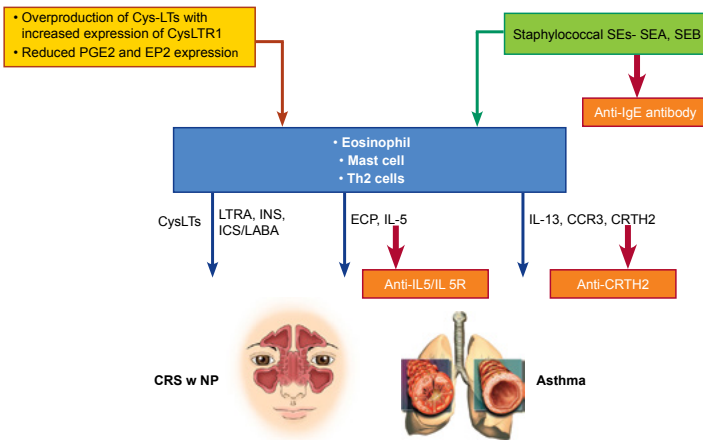 • Overproduction of Cys-LTs with
increased expression of CysLTR1
• Reduced PGE2 and EP2 expression
Staphylococcal SEs- SEA, SEB
Anti-IgE antibody
• Eosinophil
• Mast cell
• Th2 cells
CysLTs
LTRA, INS,
ICS/LABA
ECP, IL-5
IL-13, CCR3, CRTH2
Anti-IL5/IL 5R
Anti-CRTH2
CRS w NP
Asthma